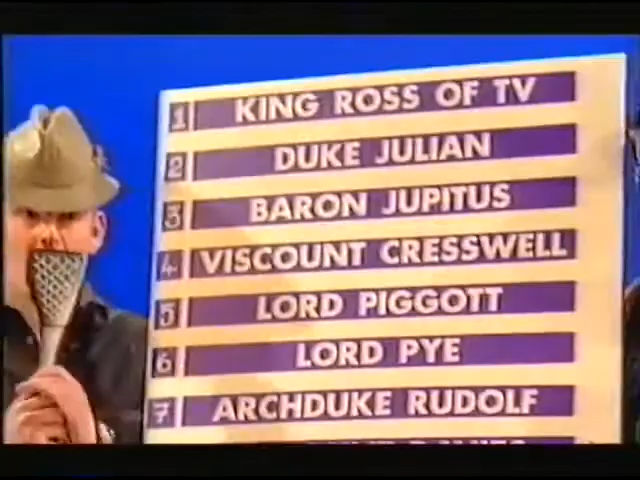 1 KING ROSS OF TV
2 DUKE JULIAN
3 BARON JUPITUS
4 VISCOUNT CRESSWELL
5 LORD PIGGOTT
6 LORD PYE
7 ARCHDUKE RUDOLF